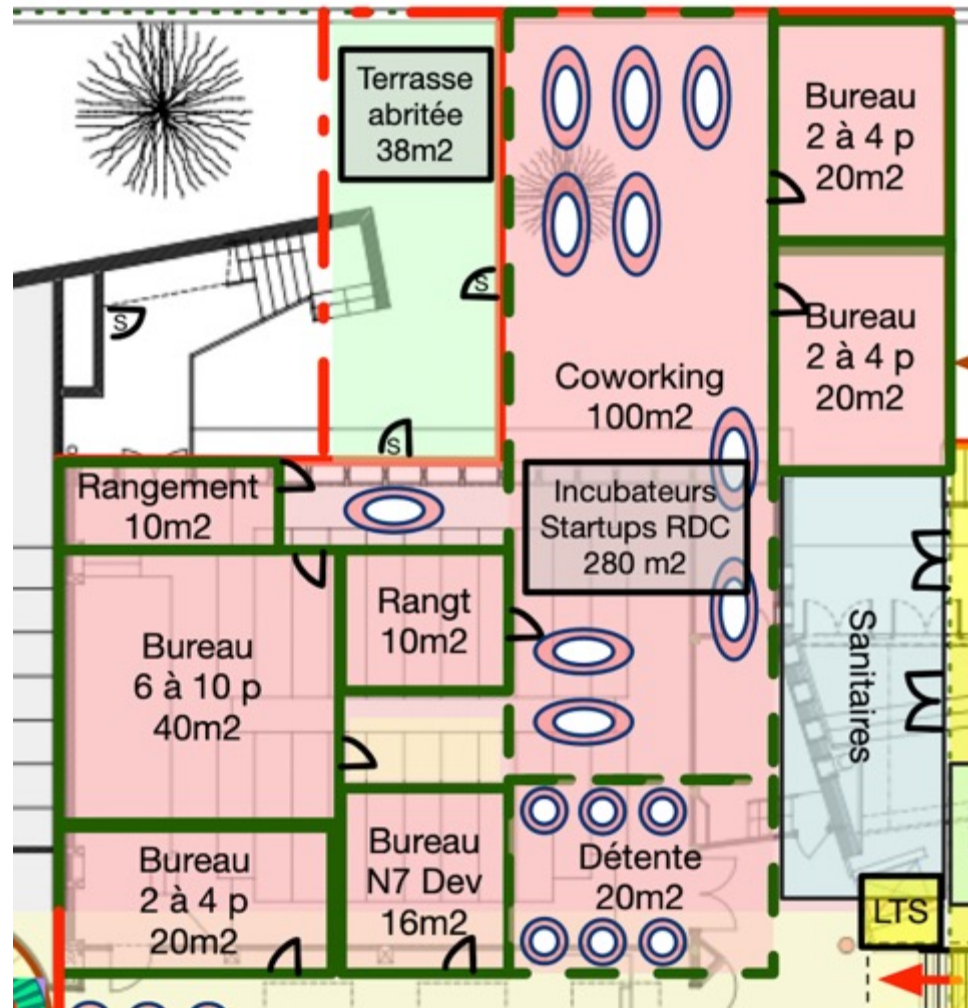 Terrasse
abritée
38m2
Bureau
2 à 4 p
20m2
S
S
Bureau
2 à 4 p
20m2
Coworking
100m2
S
Rangement
10m2
Incubateurs
Startups RDC
280 m2
Rangt
10m2
Bureau
6 à 10 p
40m2
Sanitaires
Bureau
2 à 4 p
20m2
Bureau
N7 Dev
16m2
Détente
20m2
LTS